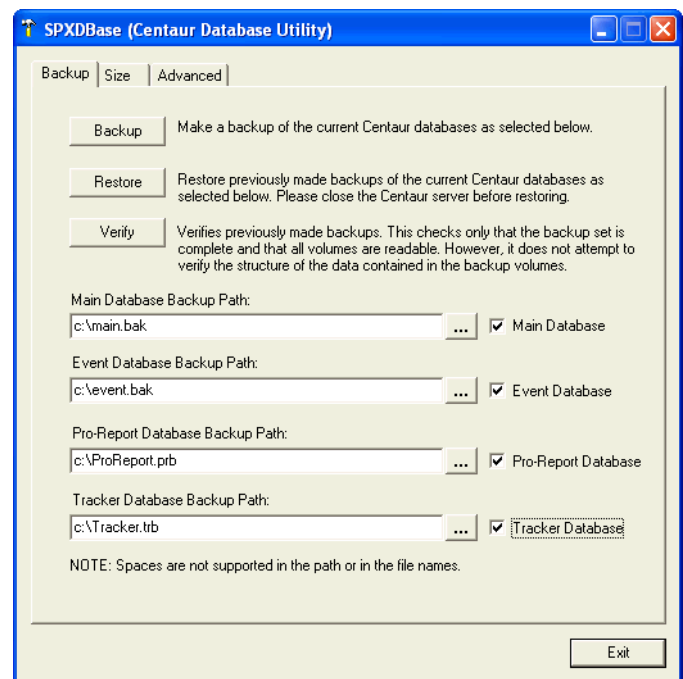 SPXDBase (Centaur Database Utility)
Backup Size Advanced
Backup Make a backup of the current Centaur databases as selected below.
Restore Restore previously made backups of the current Centaur databases as
selected below. Please close the Centaur server before restoring.
Verify Verifies previously made backups. This checks only that the backup set is
complete and that all volumes are readable. However, it does not attempt to
verify the structure of the data contained in the backup volumes.
Main Database Backup Path:
c:\main.bak ... Main Database
Event Database Backup Path:
c:\event.bak ... Event Database
Pro-Report Database Backup Path:
c:\ProReport.prb ... Pro-Report Database
Tracker Database Backup Path:
c:\Tracker.trb ... Tracker Database
NOTE: Spaces are not supported in the path or in the file names.
Exit